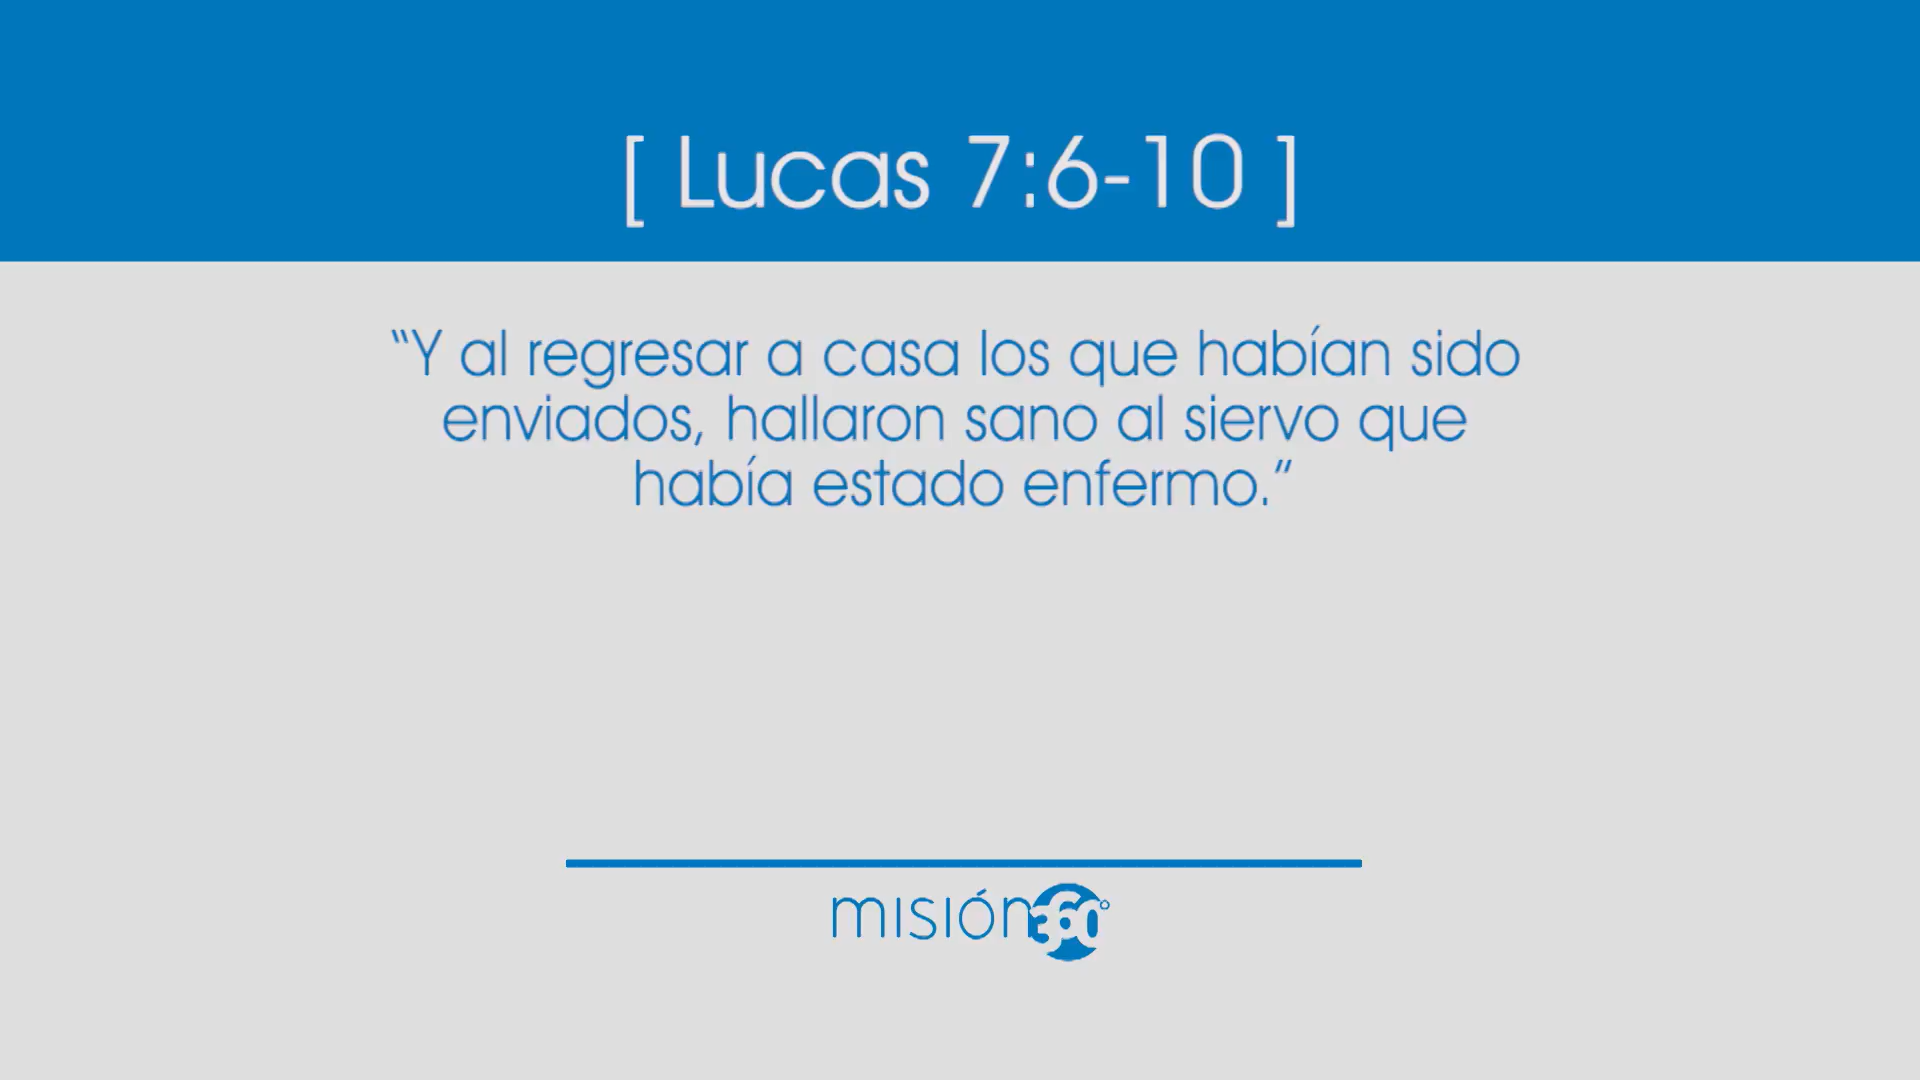 [ Lucas 7:6-10 ]
“Y al regresar a casa los que habían sido
enviados, hallaron sano al siervo que
había estado enfermo.”
misión360°